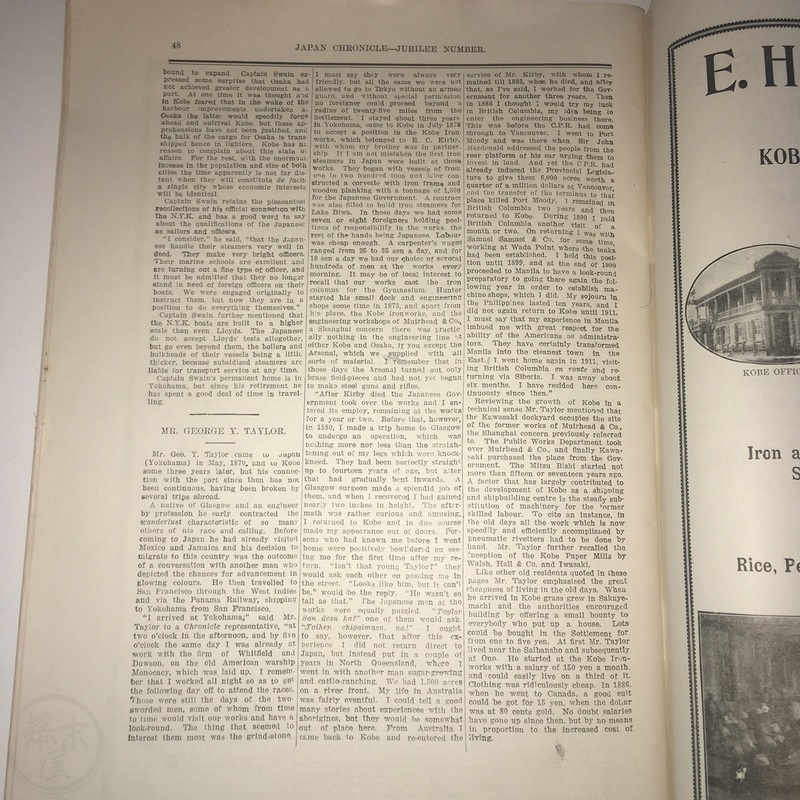 48
JAPAN CHRONICLE—JUBILEE NUMBER.
bound to expand. Captain Swain ex-
pressed some surprise that Osaka had
not achieved greater development as a
port. At one time it was thought and
in Kobe feared that in the wake of the
harbour improvements undertaken at
Osaka the latter would speedily forge
ahead and outrival Kobe, but these ap-
prehensions have not been justified, and
the bulk of the cargo for Osaka is trans-
shipped hence in lighters. Kobe has no
reason to complain about this state of
affairs. For the rest, with the enormous
increase in the population and size of both
cities the time apparently is not far dis-
tant when they will constitute de facto
a single city whose economic interests
will be identical.
Captain Swain retains the pleasantest
recollections of his official connection with
the N.Y.K. and has a good word to say
about the qualifications of the Japanese
as sailors and officers.
"I consider," he said, "that the Japan-
ese handle their steamers very well in-
deed. They make very bright officers.
Their marine schools are excellent and
are turning out a fine type of officer, and
it must be admitted that they no longer
stand in need of foreign officers on their
boats. We were engaged originally to
instruct them, but now they are in a
position to do everything themselves."
Captain Swain further mentioned that
the N.Y.K. boats are built to a higher
scale than even Lloyds. The Japanese
do not accept Lloyds' tests altogether,
but go even beyond them, the boilers and
bulkheads of their vessels being a little
thicker, because subsidised steamers are
liable for transport service at any time.
Captain Swain's permanent home is in
Yokohama, but since his retirement he
has spent a good deal of time in travel-
ling.
MR. GEORGE Y. TAYLOR.
Mr. Geo. Y. Taylor came to Japan
(Yokohama) in May, 1870, and to Kobe
some three years later, but his connec-
tion with the port since then has not
been continuous, having been broken by
several trips abroad.
A native of Glasgow and an engineer
by profession he early contracted the
wanderlust characteristic of so many
others of his race and calling. Before
coming to Japan he had already visited
Mexico and Jamaica and his decision to
migrate to this country was the outcome
of a conversation with another man who
depicted the chances for advancement in
glowing colours. He then travelled to
San Francisco through the West Indies
and via the Panama Railway, shipping
to Yokohama from San Francisco.
"I arrived at Yokohama," said Mr.
Taylor to a Chronicle representative, "at
two o'clock in the afternoon, and by five
o'clock the same day I was already at
work with the firm of Whitfield and
Dowson, on the old American warship
Monocacy, which was laid up. I remem-
ber that I worked all night so as to get
the following day off to attend the races.
Those were still the days of the two-
sworded men, some of whom from time
to time would visit our works and have a
look-round. The thing that seemed to
interest them most was the grind-stone.
I must say they were always very
friendly, but all the same we were not
allowed to go to Tokyo without an armed
guard, and without special permission
no foreigner could proceed beyond a
radius of twenty-five miles from the
Settlement. I stayed about three years
in Yokohama, came to Kobe in July 1873
to accept a position in the Kobe Iron-
works, which belonged to E. C. Kirby,
with whom my brother was in partner-
ship. If I am not mistaken the first iron
steamers in Japan were built at these
works. They began with vessels of from
one to two hundred tons and later con-
structed a corvette with iron frame and
wooden planking with a tonnage of 1,500
for the Japanese Government. A contract
was also filled to build iron steamers for
Lake Biwa. In those days we had some
seven or eight foreigners holding posi-
tions of responsibility in the works the
rest of the hands being Japanese. Labour
was cheap enough. A carpenter's wages
ranged from 25 to 35 sen a day, and for
18 sen a day we had our choice of several
hundreds of men at the works every
morning. It may be of local interest to
recall that our works cast the iron
columns for the Gymnasium. Hunter
started his small dock and engineering
shops some time in 1873, and apart from
his place, the Kobe ironworks, and the
engineering workshops of Muirhead & Co.,
a Shanghai concern there was practic-
ally nothing in the engineering line at
either Kobe and Osaka, if you except the
Arsenal, which we supplied with all
sorts of material. I remember that in
those days the Arsenal turned out only
brass field-pieces and had not yet begun
to make steel guns and rifles.
"After Kirby died the Japanese Gov-
ernment took over the works and I en-
tered its employ, remaining at the works
for a year or two. Before that, however,
in 1880, I made a trip home to Glasgow
to undergo an operation, which was
nothing more nor less than the straigh-
tening out of my legs which were knock-
kneed. They had been perfectly straight
up to fourteen years of age, but after
that had gradually bent inwards. A
Glasgow surgeon made a splendid job of
them, and when I recovered I had gained
nearly two inches in height. The after-
math was rather curious and amusing.
I returned to Kobe and in due course
made my appearance out of doors. Per-
sons who had known me before I went
home were positively bewildered on see-
ing me for the first time after my re-
turn. "Isn't that young Taylor?" they
would ask each other on passing me in
the street. "Looks like him, but it can't
be," would be the reply. "He wasn't so
tall as that." The Japanese men at the
works were equally puzzled. "Taylor
San desu ka?" one of them would ask.
"Taihen chigaimasu, na!" I ought
to say, however, that after this ex-
perience I did not return direct to
Japan, but instead put in a couple of
years in North Queensland, where I
went in with another man sugar-growing
and cattle-ranching. We had 1,500 acres
on a river front. My life in Australia
was fairly eventful. I could tell a good
many stories about experiences with the
aborigines, but they would be somewhat
out of place here. From Australia I
came back to Kobe and re-entered the
service of Mr. Kirby, with whom I re-
mained till 1883, when he died, and after
that, as I've said, I worked for the Gov-
ernment for another three years. Then
in 1886 I thought I would try my luck
in British Columbia, my idea being to
enter the engineering business there.
This was before the C.P.R. had come
through to Vancouver. I went to Port
Moody and was there when Sir John
Macdonald addressed the people from the
rear platform of his car urging them to
invest in land. And yet the C.P.R. had
already induced the Provincial Legisla-
ture to give them 6,000 acres worth a
quarter of a million dollars at Vancouver,
and the transfer of the terminus to that
place killed Port Moody. I remained in
British Columbia two years and then
returned to Kobe. During 1890 I paid
British Columbia another visit of a
month or two. On returning I was with
Samuel Samuel & Co. for some time,
working at Wada Point where the tanks
had been established. I held this posi-
tion until 1899, and at the end of 1900
proceeded to Manila to have a look-round
preparatory to going there again the fol-
lowing year in order to establish ma-
chine-shops, which I did. My sojourn in
the Philippines lasted ten years, and I
did not again return to Kobe until 1911.
I must say that my experience in Manila
imbued me with great respect for the
ability of the Americans as administra-
tors. They have certainly transformed
Manila into the cleanest town in the
East. I went home again in 1911, visit-
ing British Columbia en route and re-
turning via Siberia. I was away about
six months. I have resided here con-
tinuously since then."
Reviewing the growth of Kobe in a
technical sense Mr. Taylor mentioned that
the Kawasaki dockyard occupies the site
of the former works of Muirhead & Co.,
the Shanghai concern previously referred
to. The Public Works Department took
over Muirhead & Co., and finally Kawa-
saki purchased the place from the Gov-
ernment. The Mitsu Bishi started not
more than fifteen or seventeen years ago.
A factor that has largely contributed to
the development of Kobe as a shipping
and shipbuilding centre is the steady sub-
stitution of machinery for the former
skilled labour. To cite an instance, in
the old days all the work which is now
speedily and efficiently accomplished by
pneumatic rivetters had to be done by
hand. Mr. Taylor further recalled the
inception of the Kobe Paper Mills by
Walsh, Hall & Co. and Iwasaki.
Like other old residents quoted in these
pages Mr. Taylor emphasised the great
cheapness of living in the old days. When
he arrived in Kobe grass grew in Sakaye-
machi and the authorities encouraged
building by offering a small bounty to
everybody who put up a house. Lots
could be bought in the Settlement for
from one to five yen. At first Mr. Taylor
lived near the Saibansho and subsequently
at Ono. He started at the Kobe Iron-
works with a salary of 150 yen a month,
and could easily live on a third of it.
Clothing was ridiculously cheap. In 1886,
when he went to Canada, a good suit
could be got for 15 yen, when the dollar
was at 80 cents gold. No doubt salaries
have gone up since then, but by no means
in proportion to the increased cost of
living.
E. H
KOB
KOBE OFFIC
Iron a
S
Rice, Pe